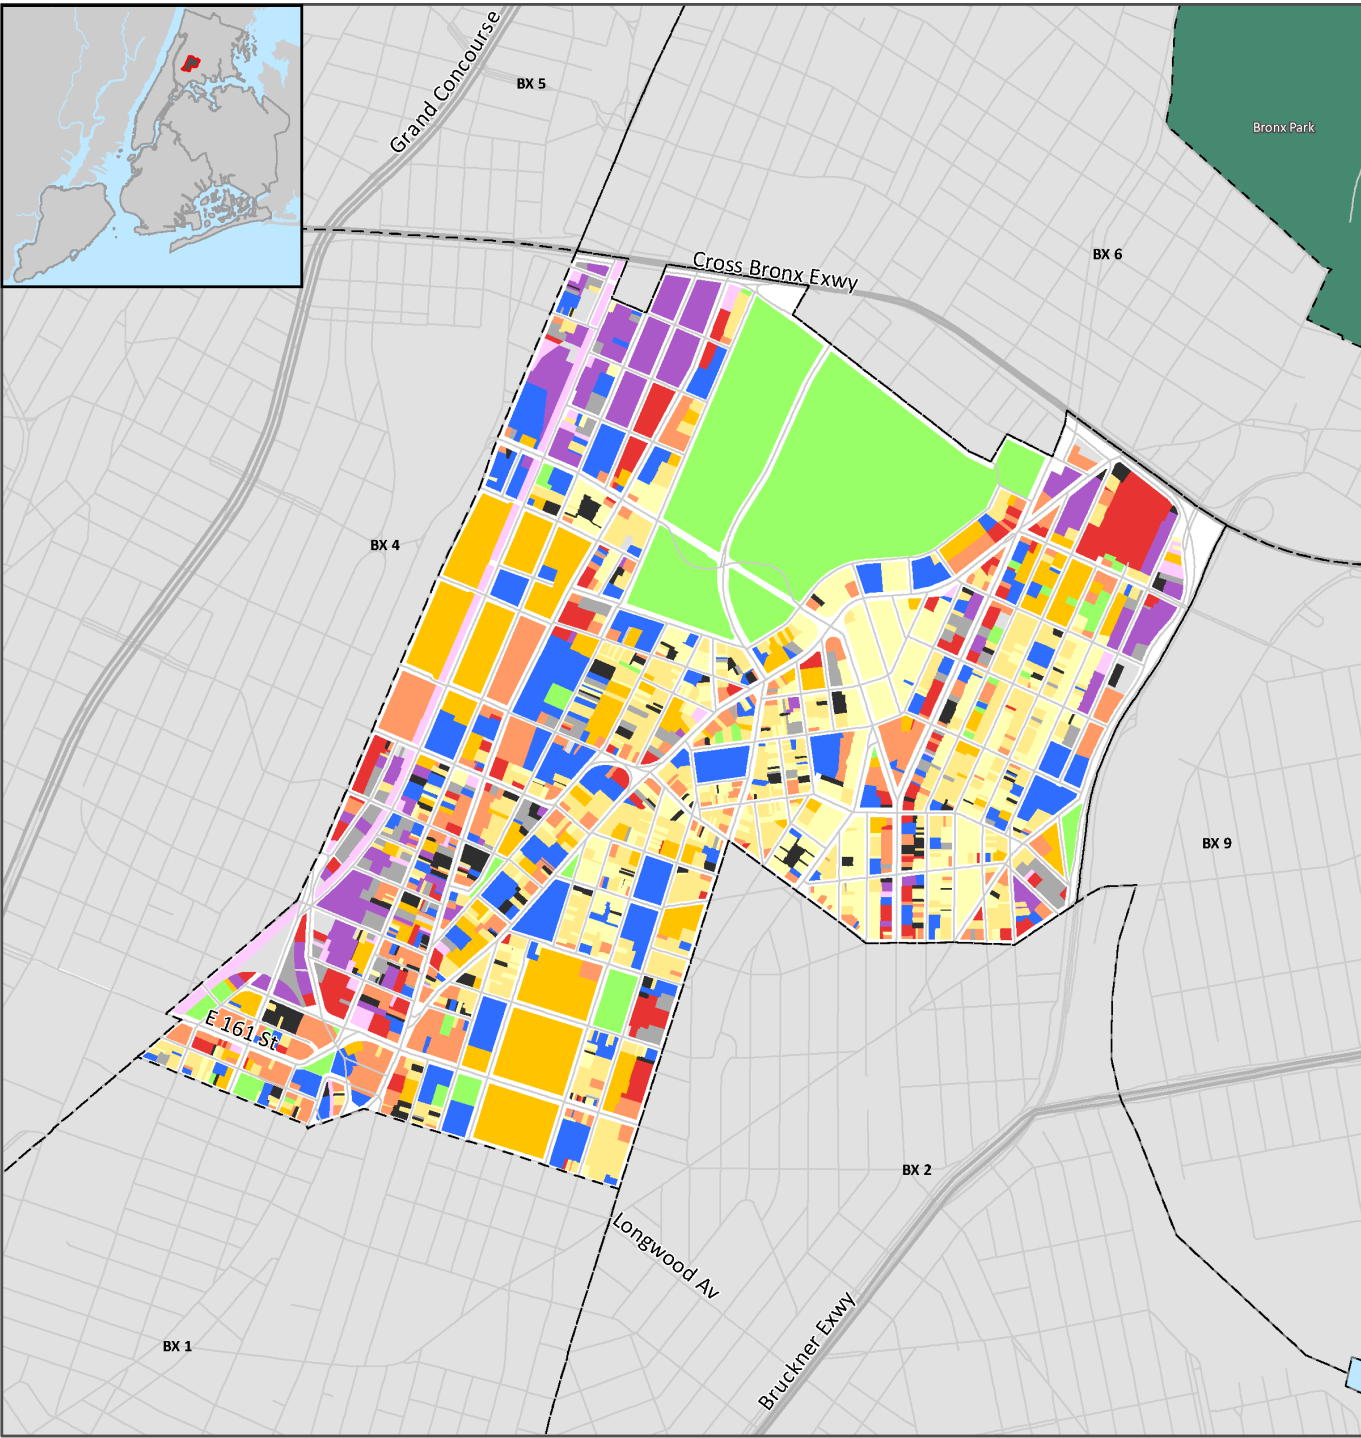 Grand Concourse
BX 5
Bronx Park
BX 6
Cross Bronx Exwy
BX 4
BX 9
E 161 St
BX 2
Longwood Av
Bruckner Exwy
BX 1